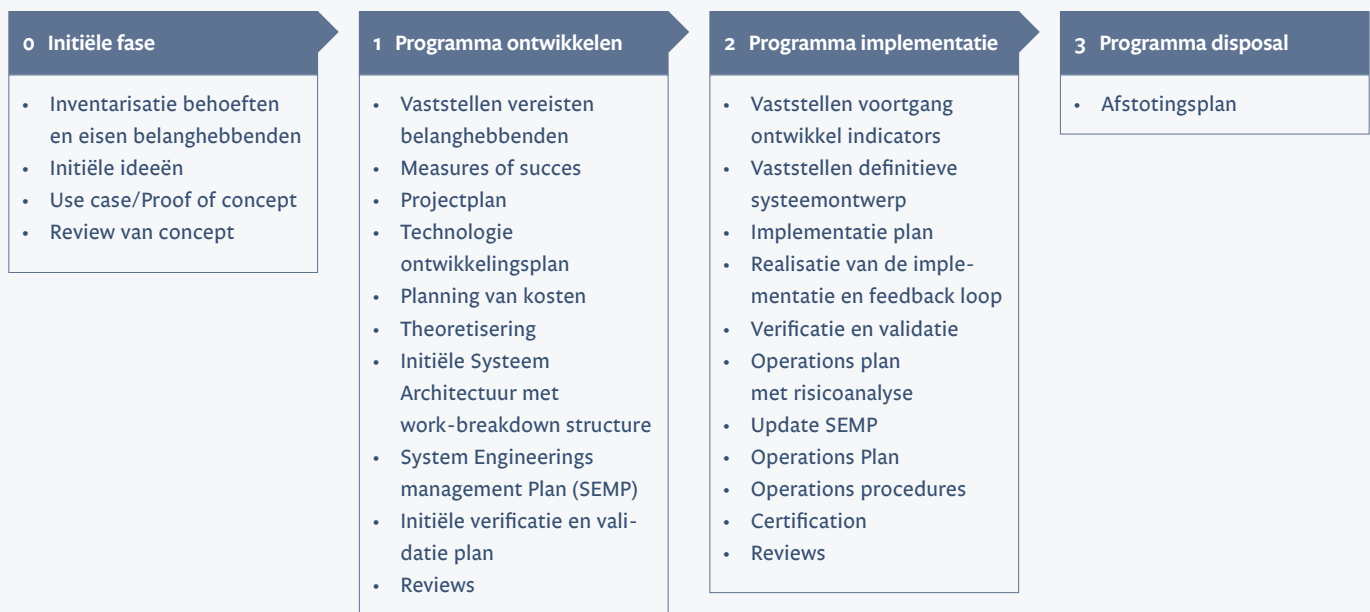 0 Initiële fase
• Inventarisatie behoeften
en eisen belanghebbenden
• Initiële ideeën
• Use case/Proof of concept
• Review van concept
1 Programma ontwikkelen
• Vaststellen vereisten
belanghebbenden
• Measures of succes
• Projectplan
• Technologie
ontwikkelingsplan
• Planning van kosten
• Theoretisering
• Initiële Systeem
Architectuur met
work-breakdown structure
• System Engineerings
management Plan (SEMP)
• Initiële verificatie en vali-
datie plan
• Reviews
2 Programma implementatie
• Vaststellen voortgang
ontwikkel indicators
• Vaststellen definitieve
systeemontwerp
• Implementatie plan
• Realisatie van de imple-
mentatie en feedback loop
• Verificatie en validatie
• Operations plan
met risicoanalyse
• Update SEMP
• Operations Plan
• Operations procedures
• Certification
• Reviews
3 Programma disposal
• Afstotingsplan